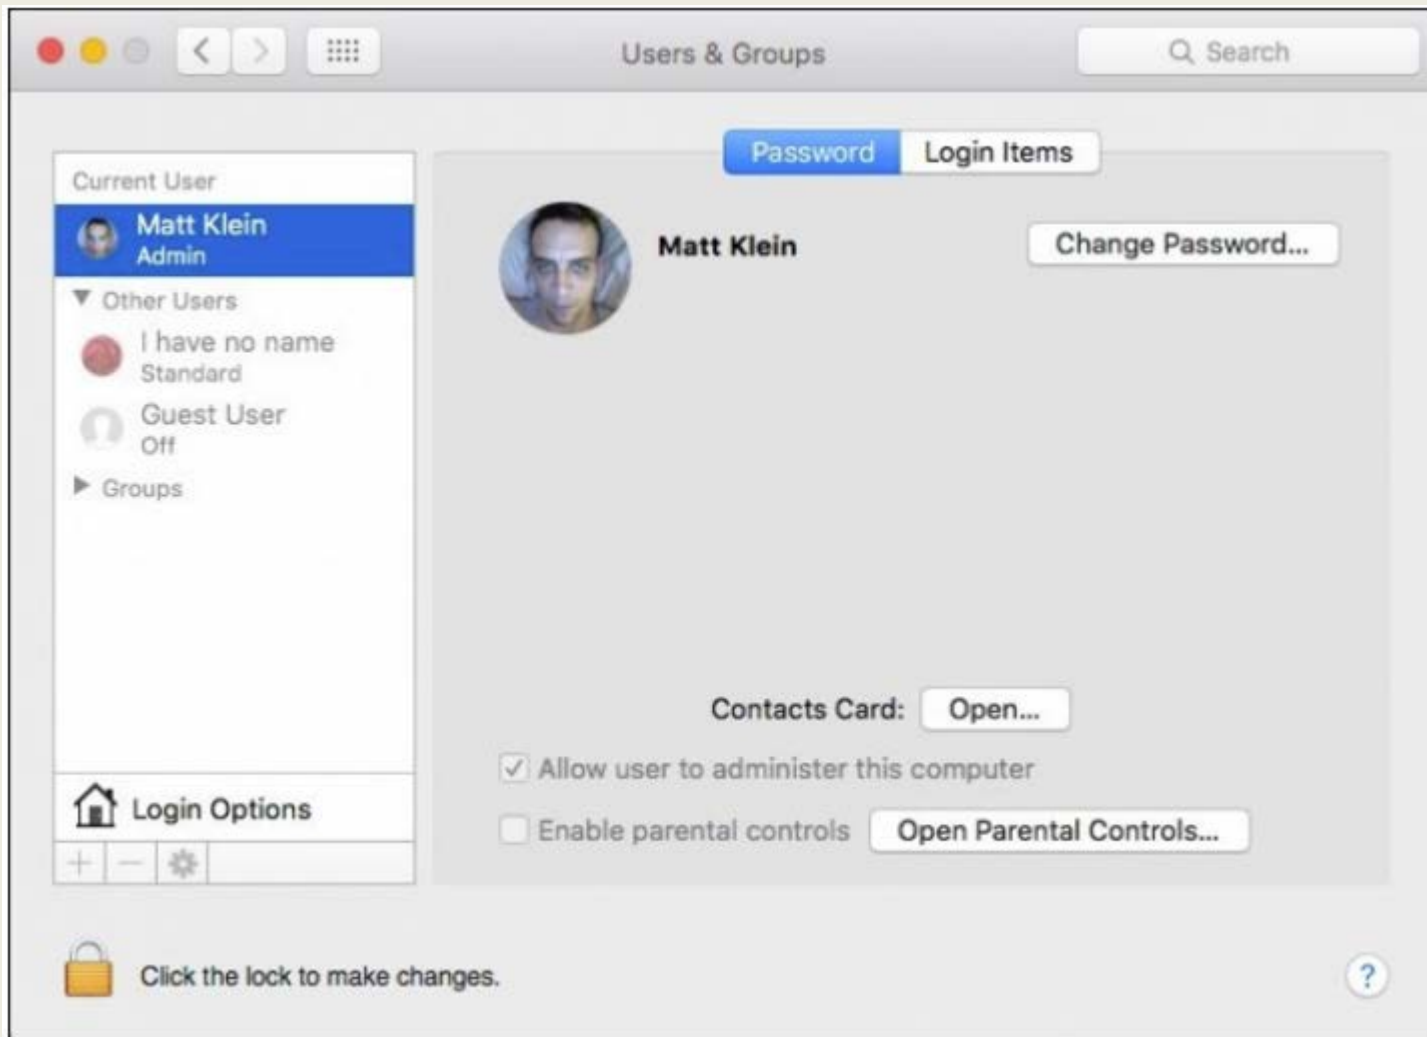 Users & Groups
Search
Password
Login Items
Current User
Matt Klein
Admin
Other Users
I have no name
Standard
Guest User
Off
Groups
Login Options
Matt Klein
Change Password...
Contacts Card:
Open...
Allow user to administer this computer
Enable parental controls
Open Parental Controls...
Click the lock to make changes.
?